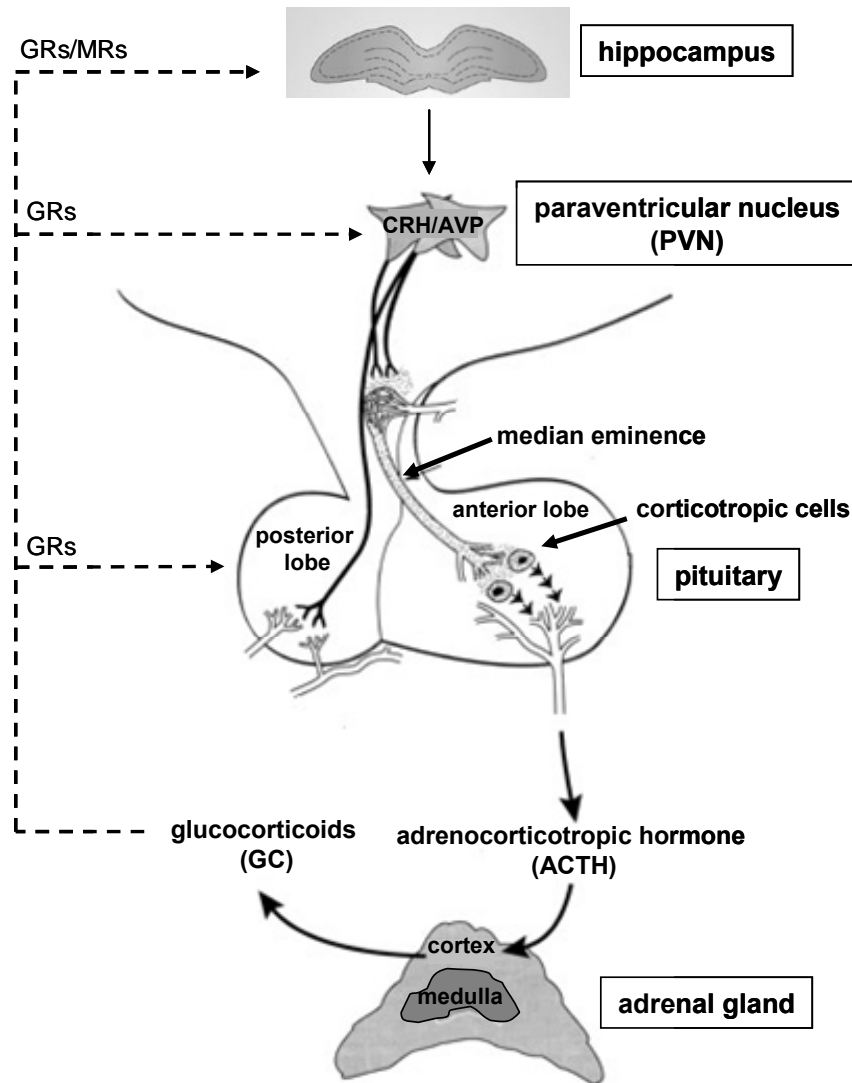 GRs/MRs
hippocampus
GRs
CRH/AVP
paraventricular nucleus
(PVN)
median eminence
anterior lobe
corticotropic cells
posterior
lobe
GRs
pituitary
glucocorticoids
(GC)
adrenocorticotropic hormone
(ACTH)
cortex
medulla
adrenal gland